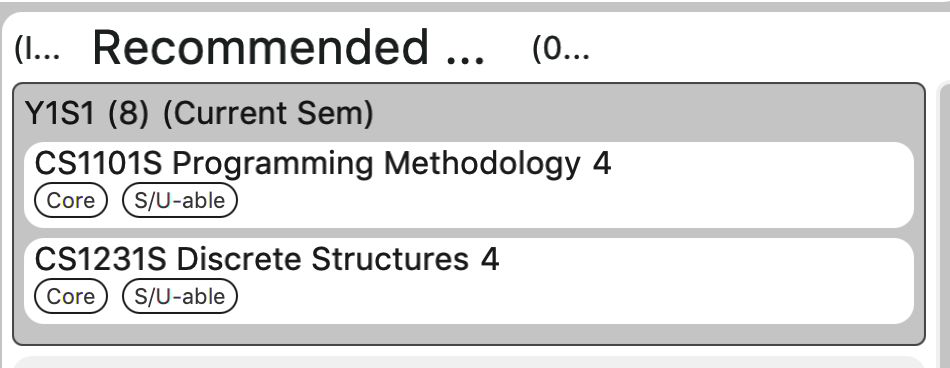 (I... Recommended ... (0...
Y1S1 (8) (Current Sem)
CS1101S Programming Methodology 4
Core S/U-able
CS1231S Discrete Structures 4
Core S/U-able